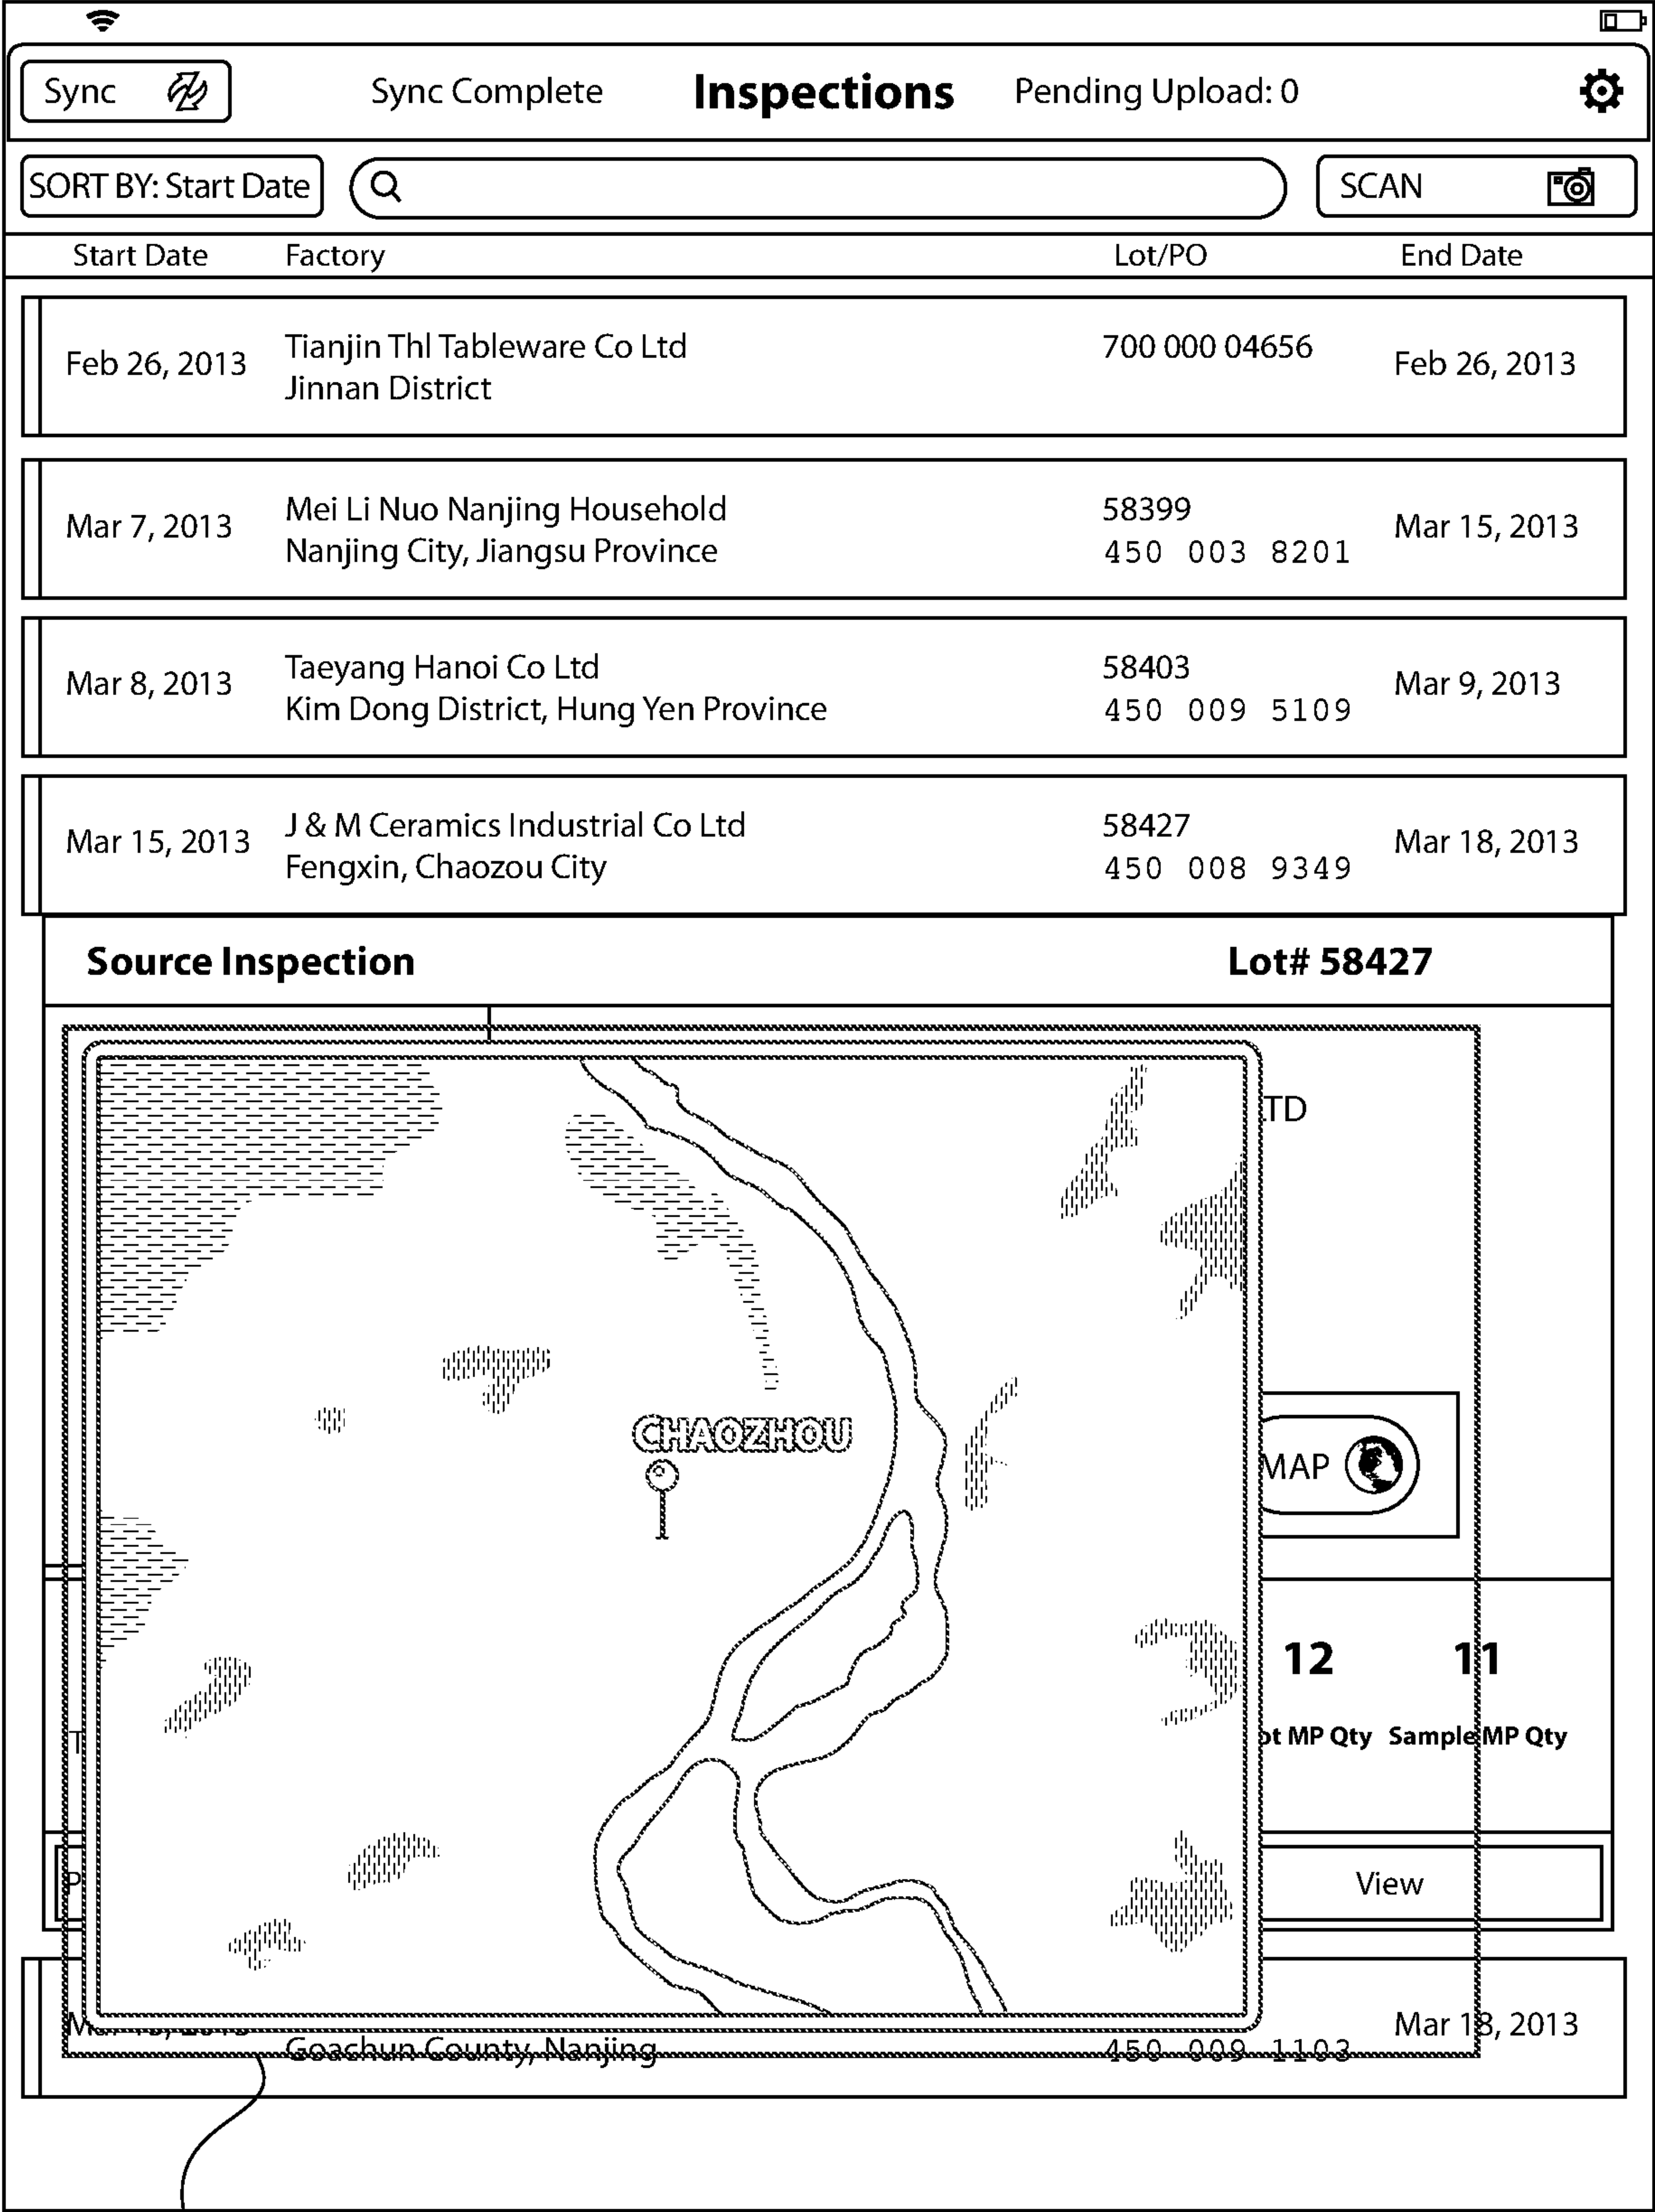 Sync Sync Complete Inspections Pending Upload: 0
SORT BY: Start Date SCAN
Start Date Factory Lot/PO End Date
Feb 26, 2013 Tianjin Thl Tableware Co Ltd 700 000 04656 Feb 26, 2013
Jinnan District
Mar 7, 2013 Mei Li Nuo Nanjing Household 58399 Mar 15, 2013
Nanjing City, Jiangsu Province 450 003 8201
Mar 8, 2013 Taeyang Hanoi Co Ltd 58403 Mar 9, 2013
Kim Dong District, Hung Yen Province 450 009 5109
Mar 15, 2013 J & M Ceramics Industrial Co Ltd 58427 Mar 18, 2013
Fengxin, Chaozou City 450 008 9349
Source Inspection Lot# 58427
TD
CHAOZHOU
MAP
12 11
T ot MP Qty Sample MP Qty
P View
Mar 18, 2013
Goachun County, Nanjing 450 009 1103